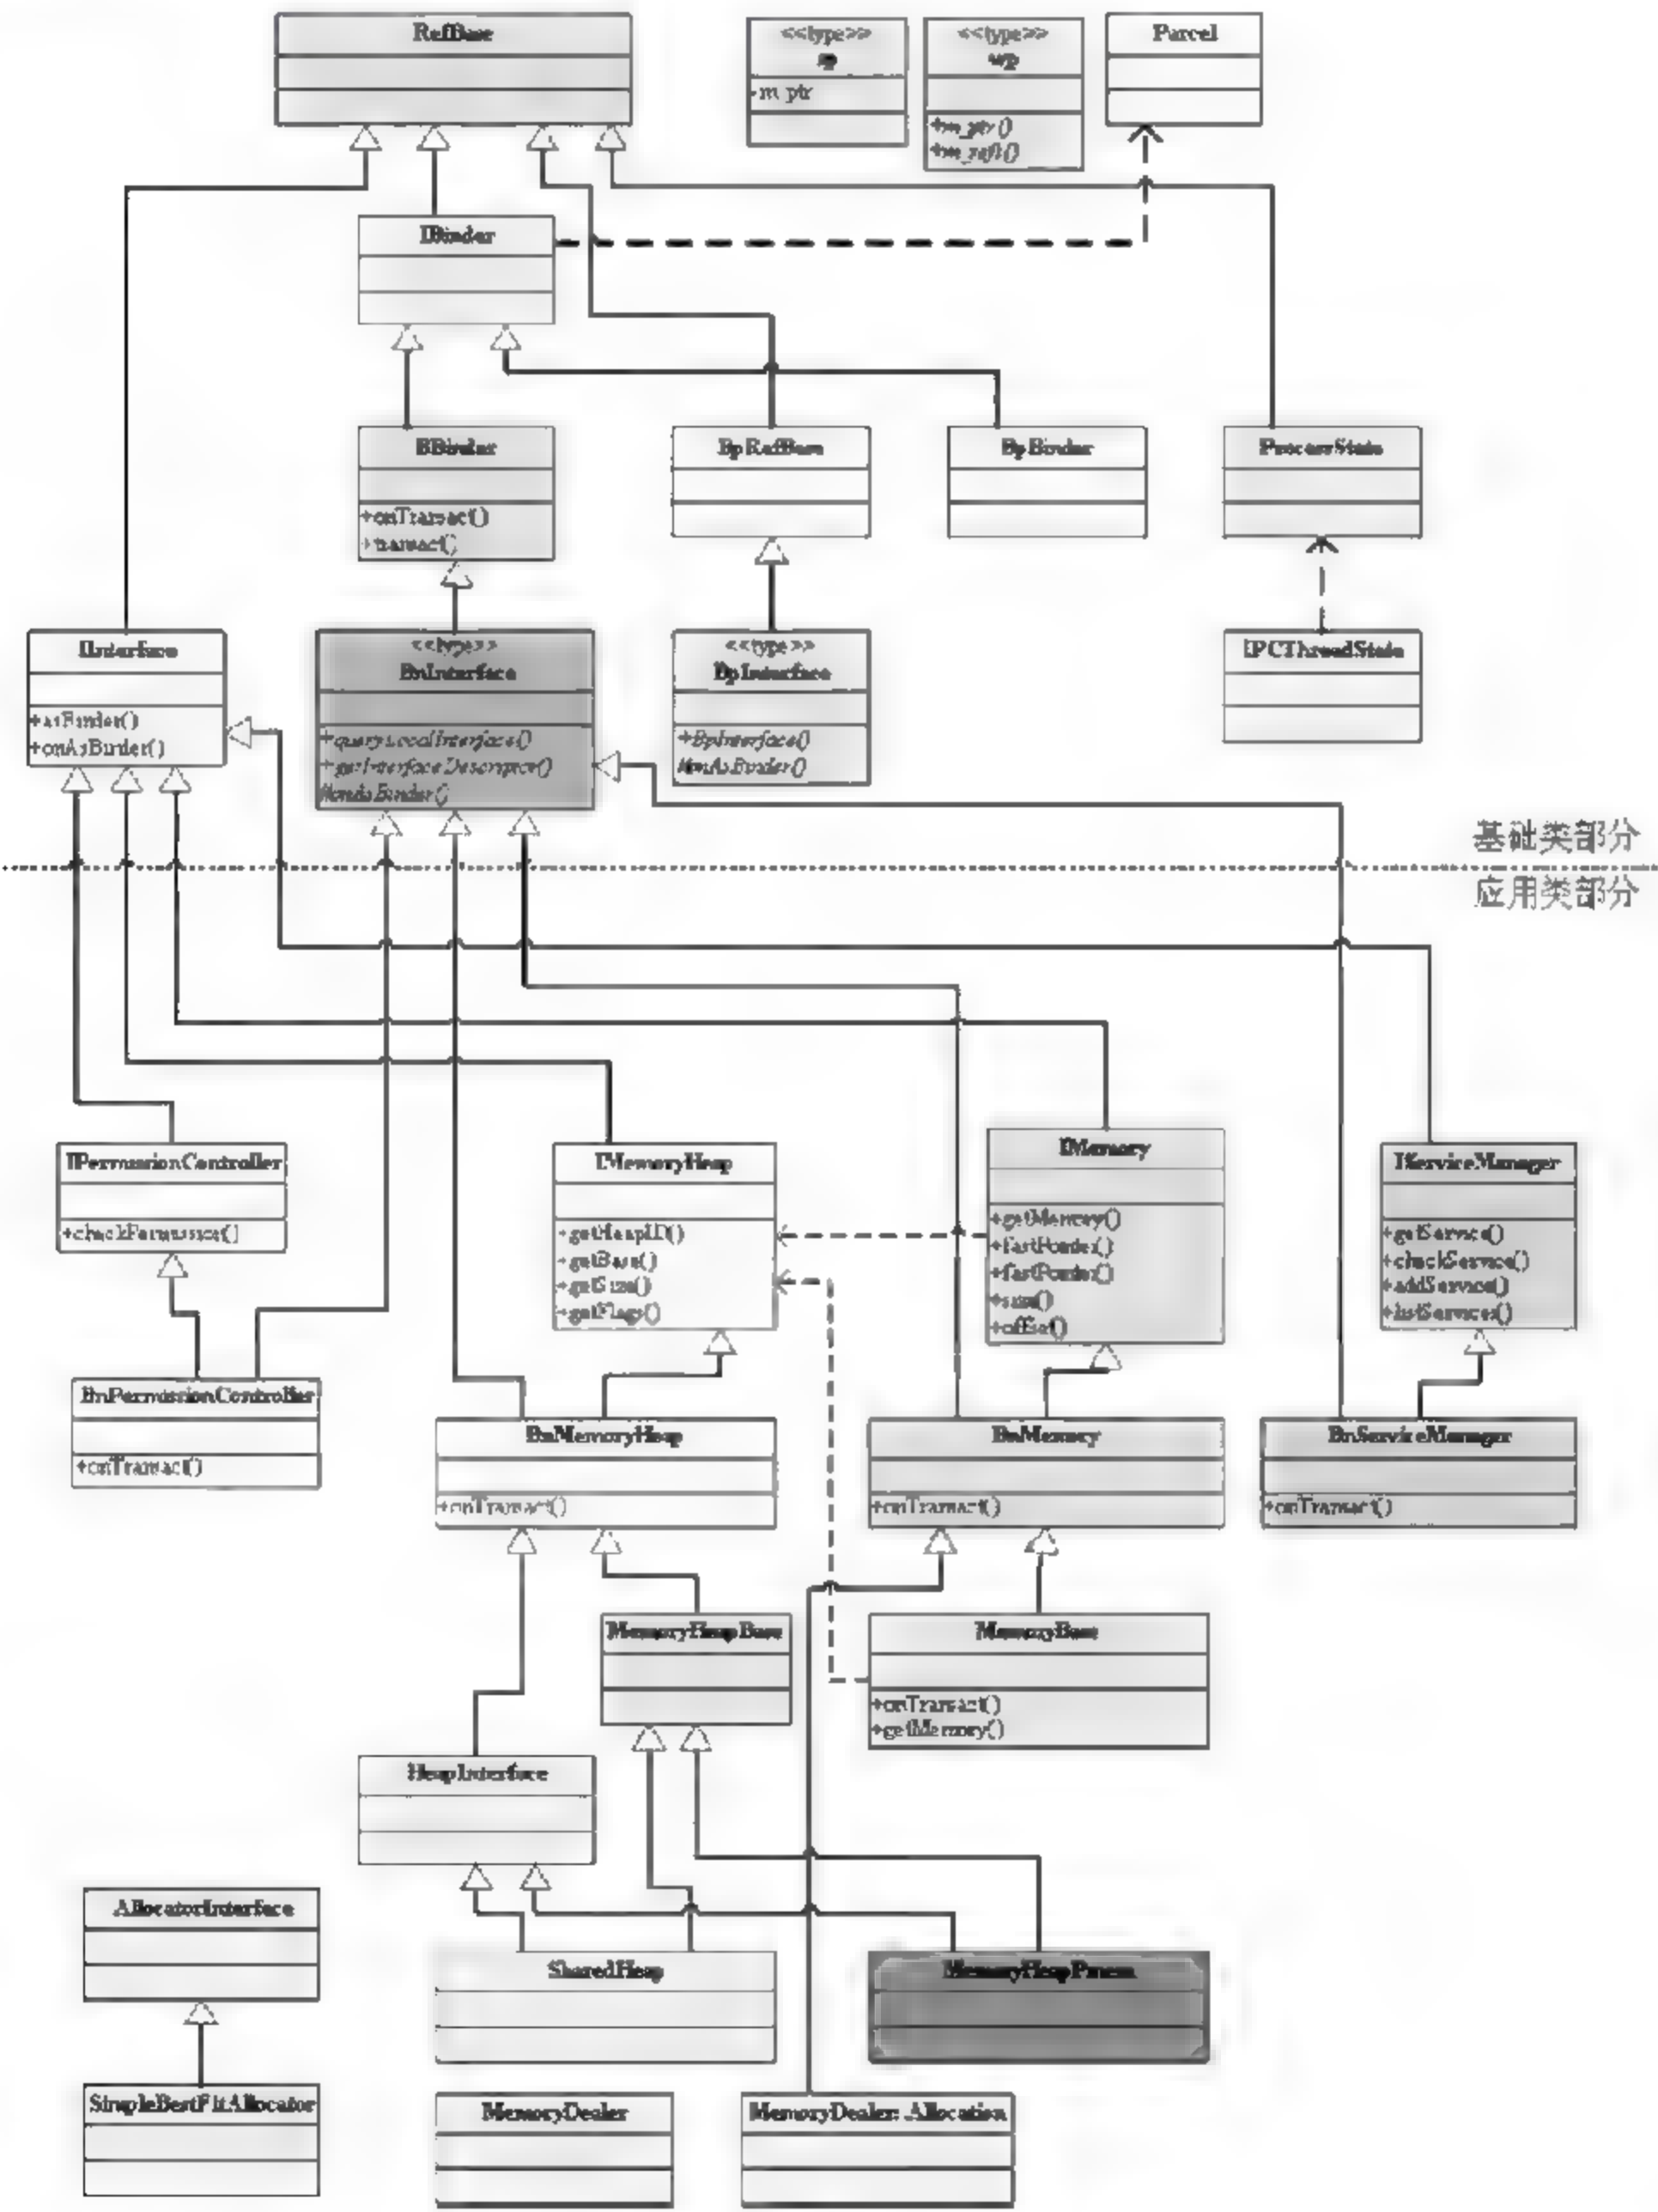 RefBase
<<type>>
sp
-m_ptr
<<type>>
wp
+m_ptr()
+m_refs()
Parcel
IBinder
BBinder
+onTransact()
+transact()
BpRefBase
BpBinder
ProcessState
IInterface
+asBinder()
+onAsBinder()
<<type>>
BnInterface
+queryLocalInterface()
+getInterfaceDescriptor()
#onAsBinder()
<<type>>
BpInterface
+BpInterface()
#onAsBinder()
IPCThreadState
基础类部分
应用类部分
IPermissionController
+checkPermission()
IMemoryHeap
+getHeapID()
+getBase()
+getSize()
+getFlags()
IMemory
+getMemory()
+fastPointer()
+fastPointer()
+size()
+offset()
IServiceManager
+getService()
+checkService()
+addService()
+listServices()
BnPermissionController
+onTransact()
BnMemoryHeap
+onTransact()
BnMemory
+onTransact()
BnServiceManager
+onTransact()
MemoryHeapBase
MemoryBase
+onTransact()
+getMemory()
HeapInterface
AllocatorInterface
SharedHeap
MemoryHeapPmem
SimpleBestFitAllocator
MemoryDealer
MemoryDealer: Allocation